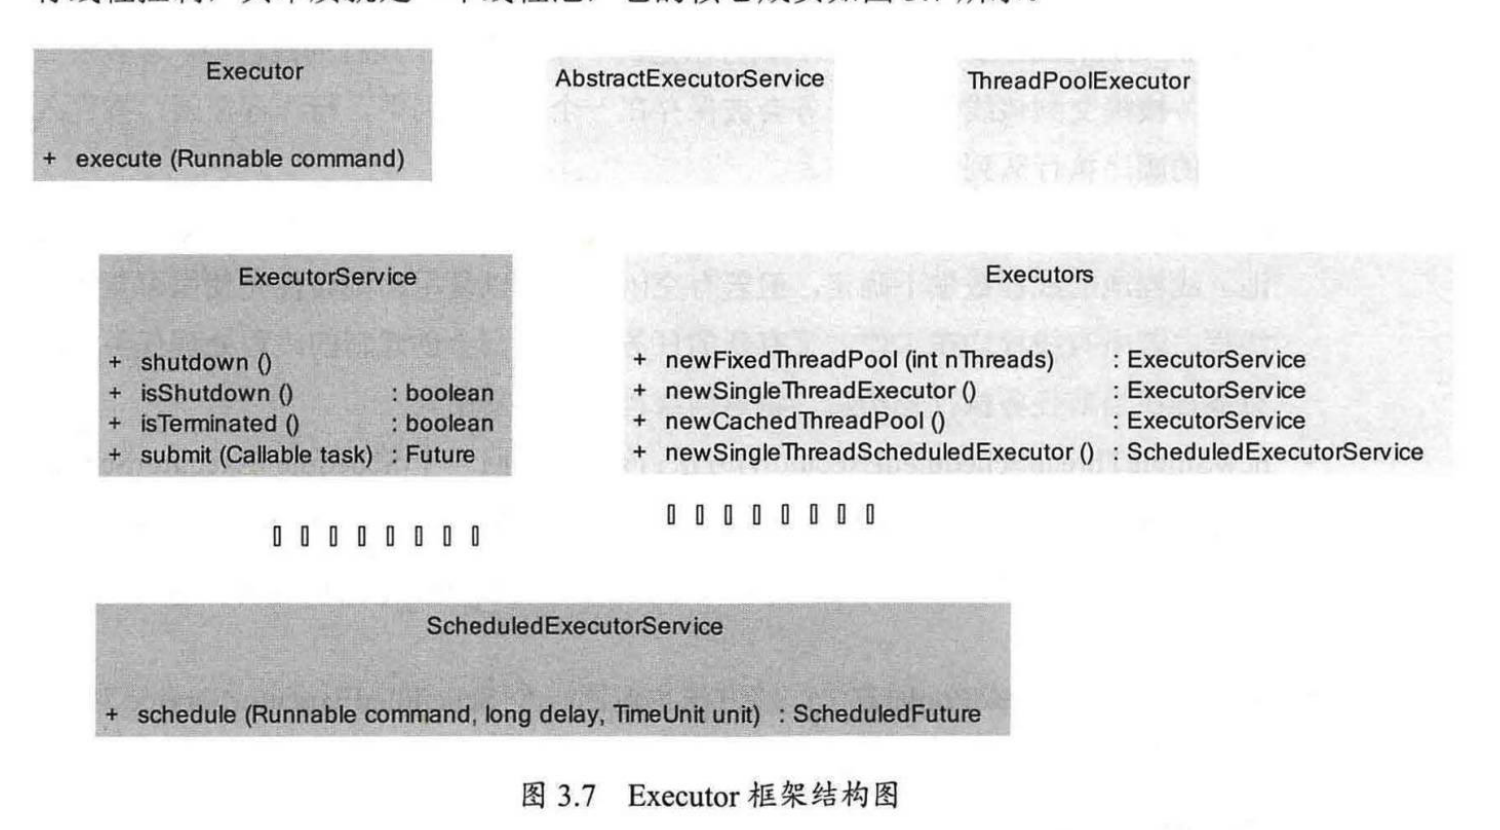 Executor
+ execute (Runnable command)
AbstractExecutorService
ThreadPoolExecutor
ExecutorService
+ shutdown ()
+ isShutdown () : boolean
+ isTerminated () : boolean
+ submit (Callable task) : Future
Executors
+ newFixedThreadPool (int nThreads) : ExecutorService
+ newSingleThreadExecutor () : ExecutorService
+ newCachedThreadPool () : ExecutorService
+ newSingleThreadScheduledExecutor () : ScheduledExecutorService
ScheduledExecutorService
+ schedule (Runnable command, long delay, TimeUnit unit) : ScheduledFuture
图 3.7 Executor 框架结构图